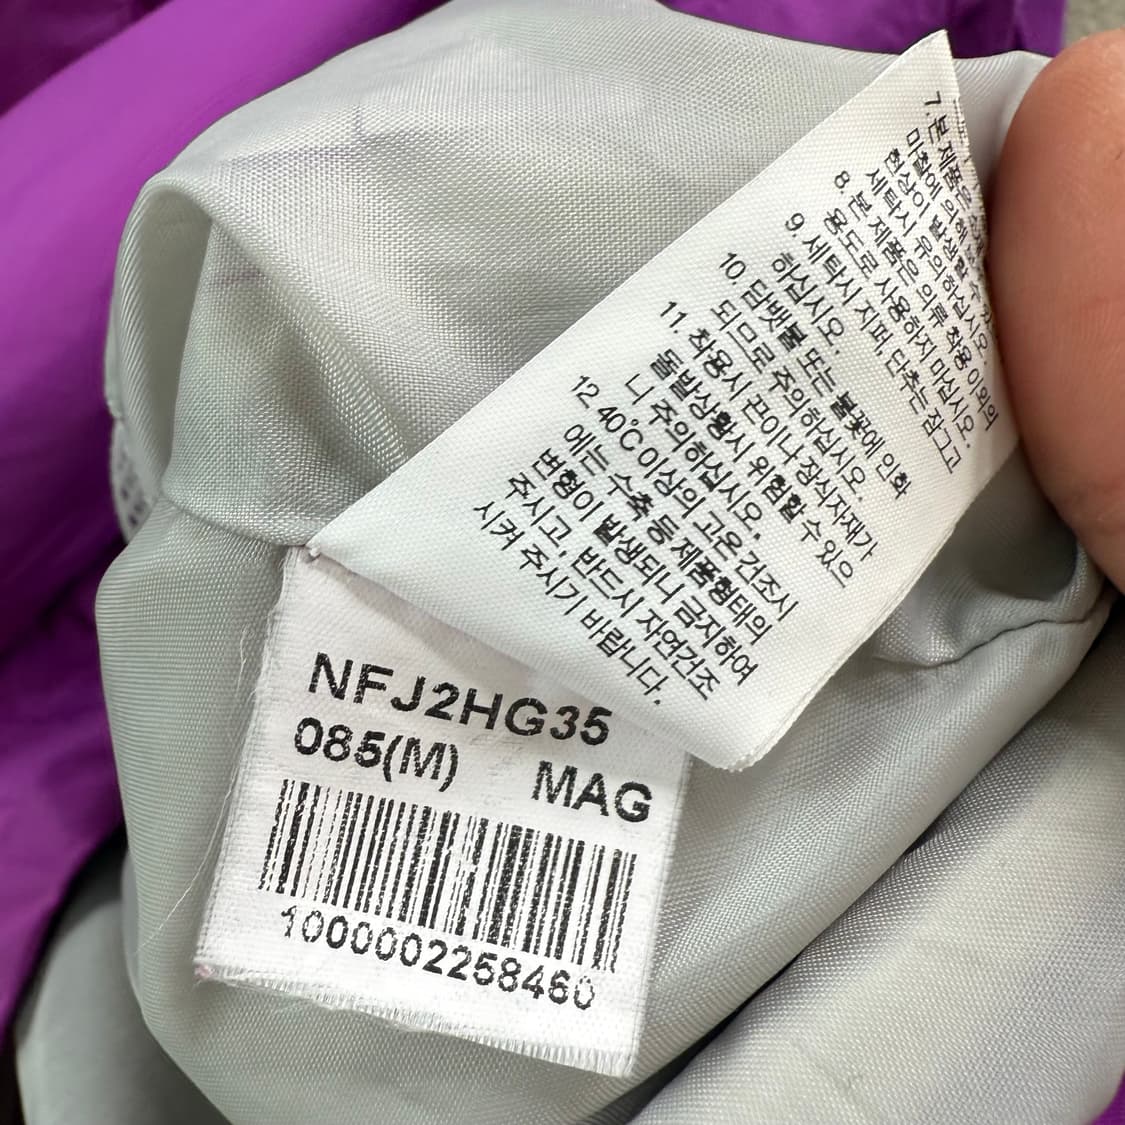 7. 본 제품은
마찰에 의해
현상이 발생할 수
세탁시 유의하십시오.
8. 본 제품은 의류 착용 이외의
용도로 사용하지 마십시오.
9. 세탁시 지퍼, 단추는 잠그고
하십시오.
10. 담뱃불 또는 불꽃에 인화
되므로 주의하십시오.
11. 착용시 끈이나 장식자재가
돌발상황시 위험할 수 있으
니 주의하십시오.
12. 40℃이상의 고온건조시
에는 수축 등 제품형태의
변형이 발생되니 금지하여
주시고, 반드시 자연건조
시켜 주시기 바랍니다.
NFJ2HG35
085(M) MAG
1000002258460